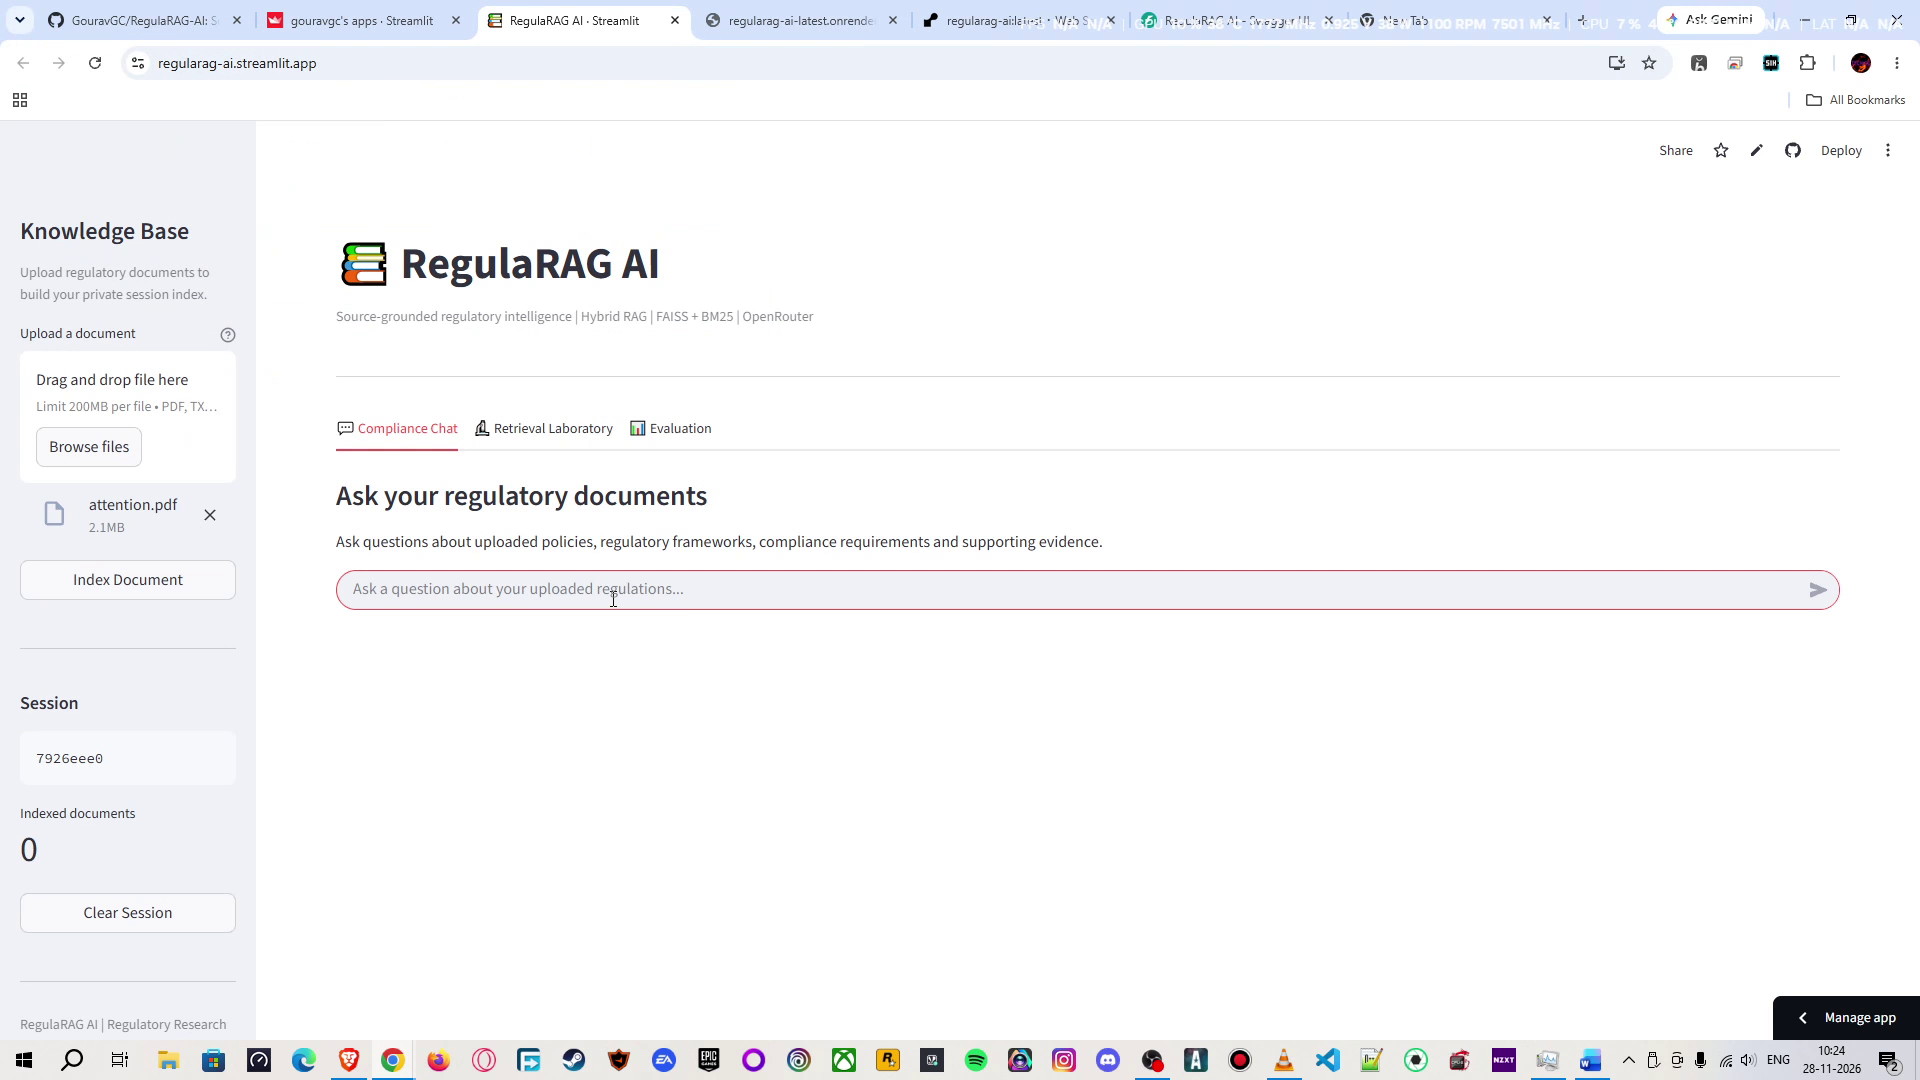 GouravGC/RegulaRAG-AI: S
gouravgc's apps · Streamlit
RegulaRAG AI · Streamlit
regularag-ai-latest.onrende
New Tab
Ask Gemini
regularag-ai.streamlit.app
All Bookmarks
Share
Deploy
Knowledge Base
Upload regulatory documents to
build your private session index.
Upload a document
Drag and drop file here
Limit 200MB per file • PDF, TX...
Browse files
attention.pdf
2.1MB
Index Document
Session
7926eee0
Indexed documents
0
Clear Session
RegulaRAG AI | Regulatory Research
RegulaRAG AI
Source-grounded regulatory intelligence | Hybrid RAG | FAISS + BM25 | OpenRouter
Compliance Chat
Retrieval Laboratory
Evaluation
Ask your regulatory documents
Ask questions about uploaded policies, regulatory frameworks, compliance requirements and supporting evidence.
Ask a question about your uploaded regulations...
Manage app
ENG
10:24
28-11-2026
2